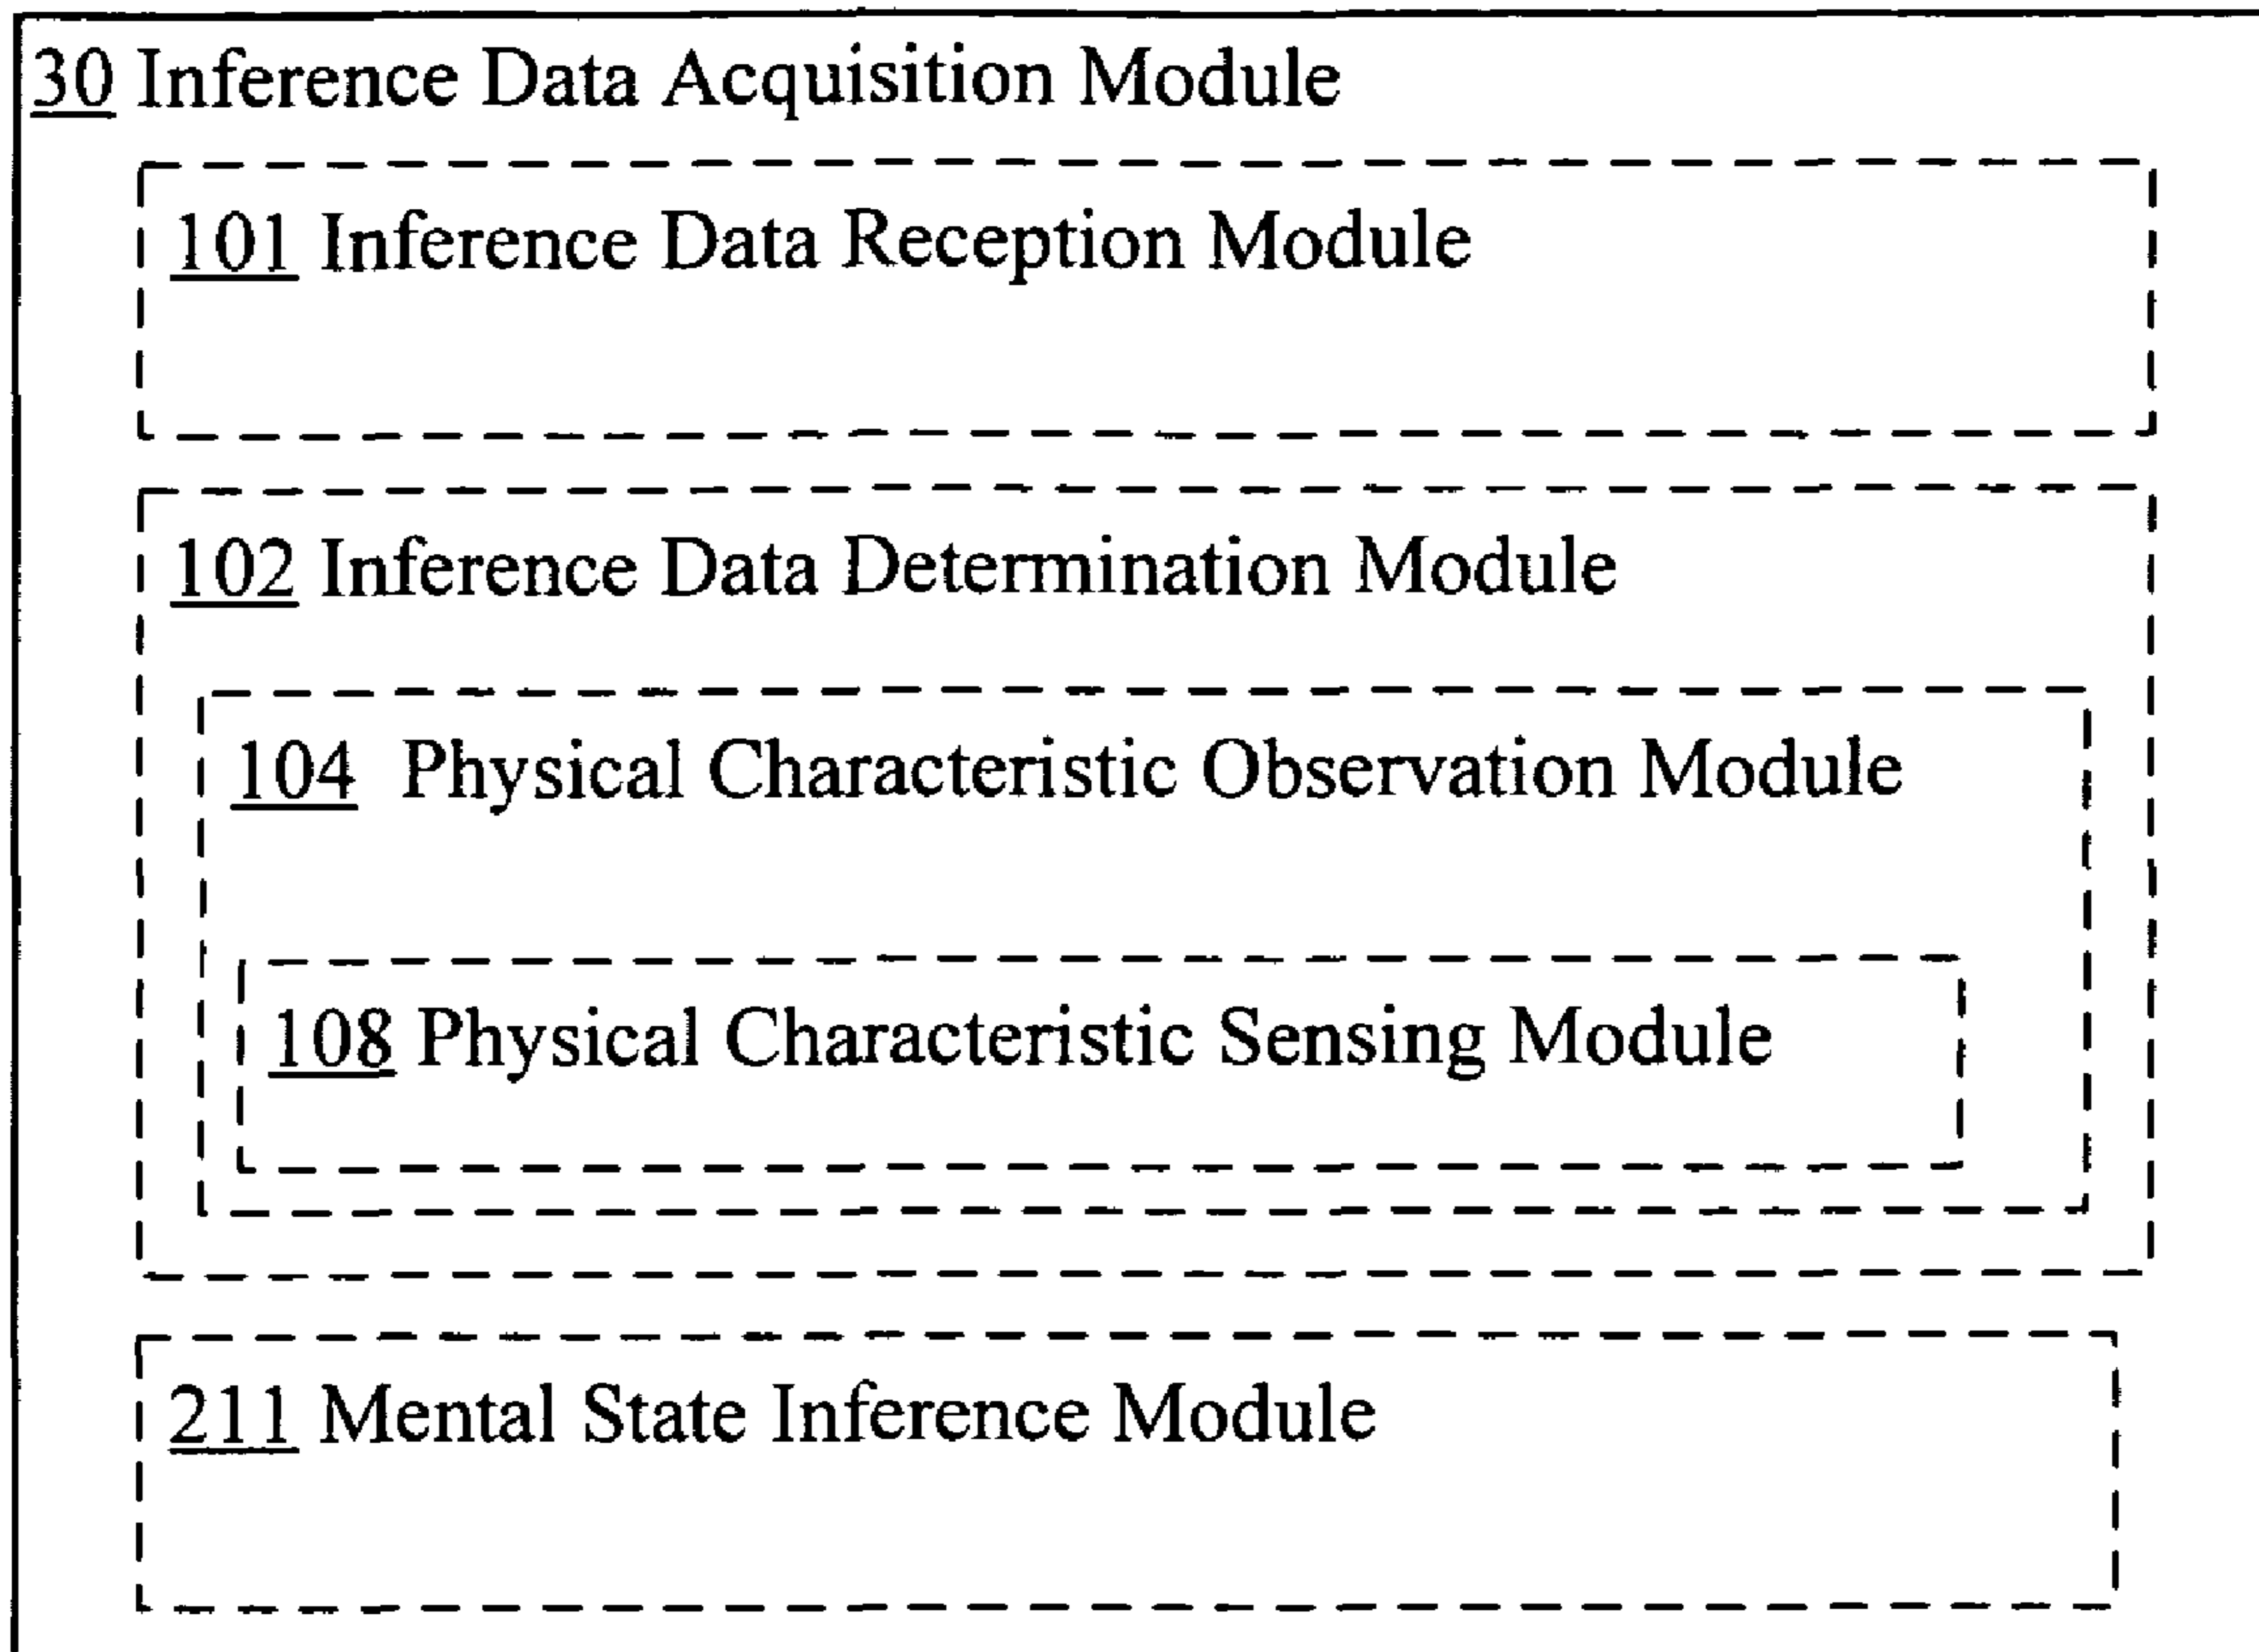 30 Inference Data Acquisition Module
101 Inference Data Reception Module
102 Inference Data Determination Module
104 Physical Characteristic Observation Module
108 Physical Characteristic Sensing Module
211 Mental State Inference Module